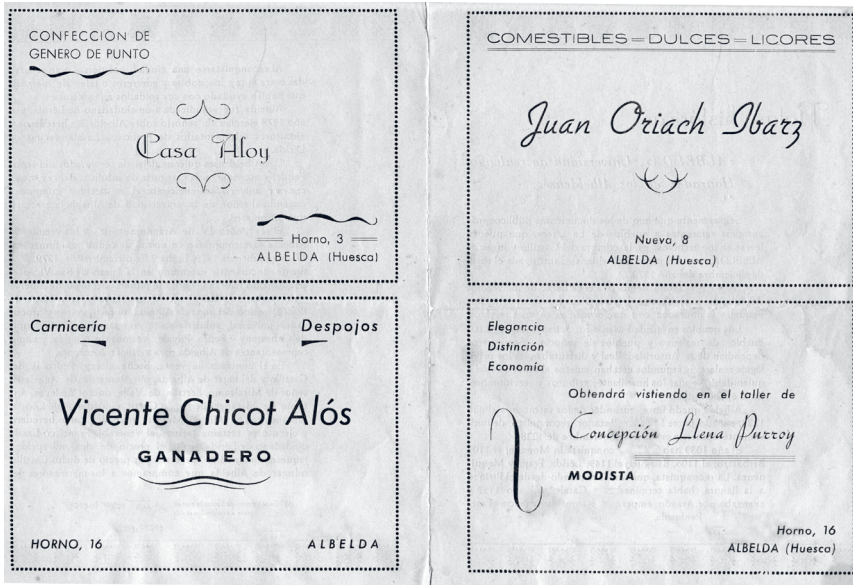 CONFECCIÓN DE
GENERO DE PUNTO
Casa Aloy
Horno, 3
ALBELDA (Huesca)
Carnicería
Despojos
Vicente Chicot Alós
GANADERO
HORNO, 16
ALBELDA
COMESTIBLES = DULCES = LICORES
Juan Oriach Ibarz
Nueva, 8
ALBELDA (Huesca)
Elegancia
Distinción
Economía
Obtendrá vistiendo en el taller de
Concepción Llena Purroy
MODISTA
Horno, 16
ALBELDA (Huesca)